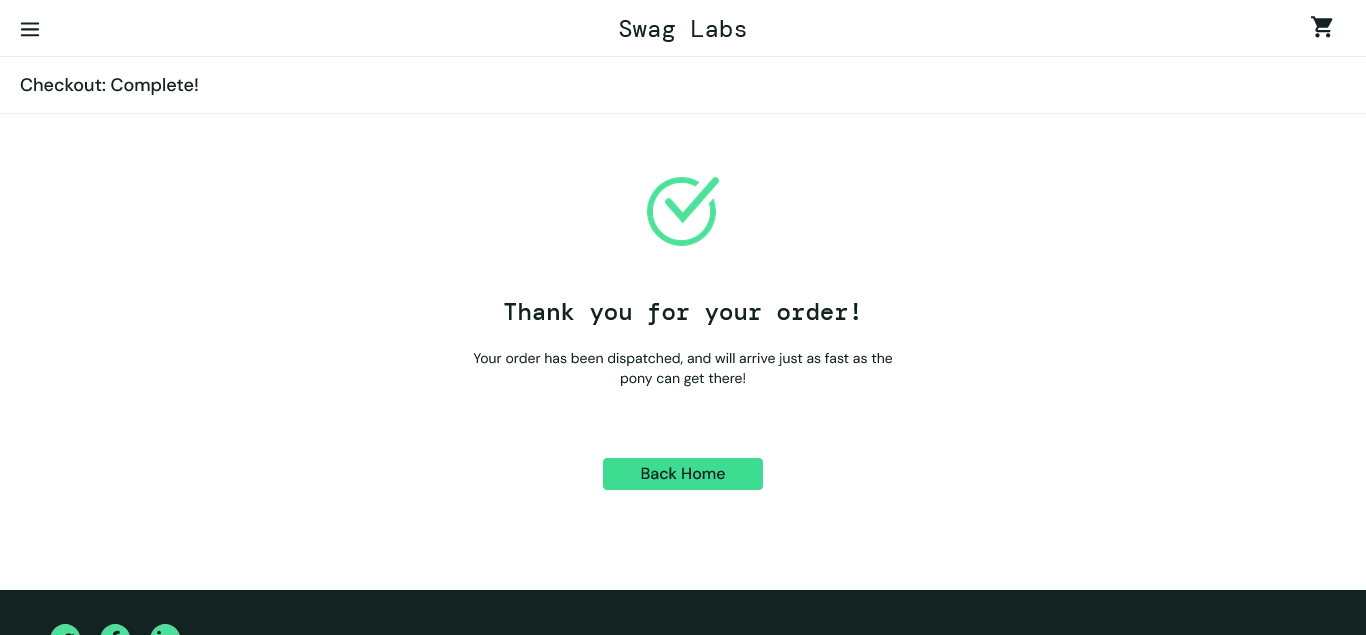 Swag Labs
Checkout: Complete!
Thank you for your order!
Your order has been dispatched, and will arrive just as fast as the
pony can get there!
Back Home